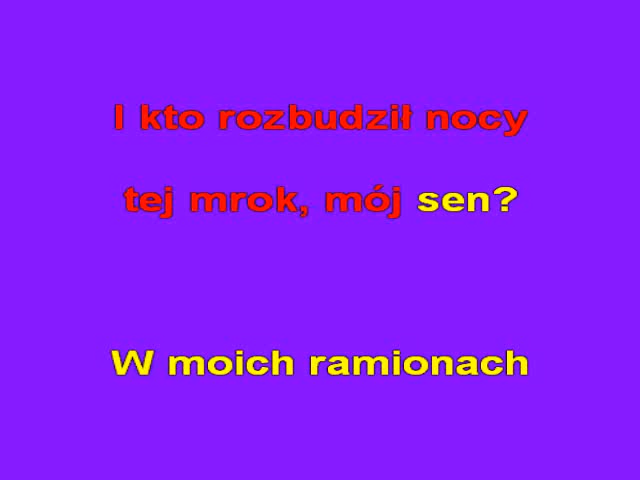 I kto rozbudził nocy
tej mrok, mój sen?
W moich ramionach